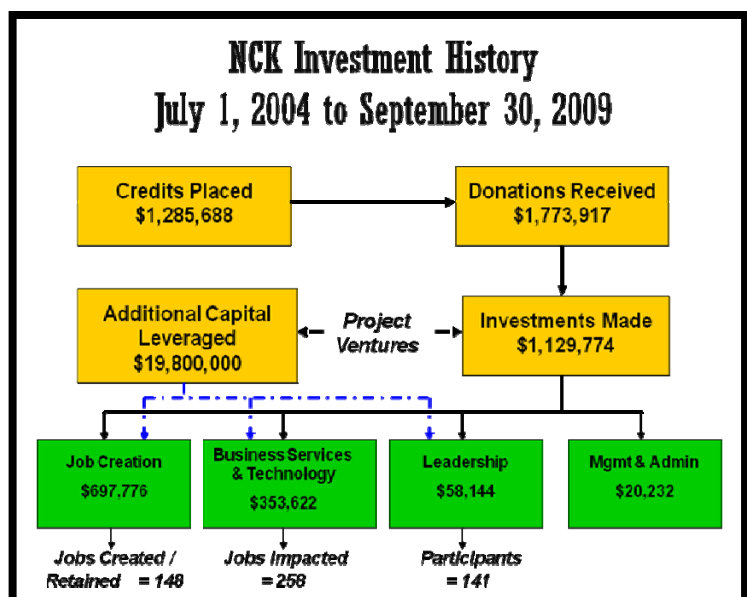 NCK Investment History
July 1, 2004 to September 30, 2009
Credits Placed
$1,285,688
Donations Received
$1,773,917
Additional Capital
Leveraged
$19,800,000
Project
Ventures
Investments Made
$1,129,774
Job Creation
$697,776
Business Services
& Technology
$353,622
Leadership
$58,144
Mgmt & Admin
$20,232
Jobs Created /
Retained = 148
Jobs Impacted
= 258
Participants
= 141